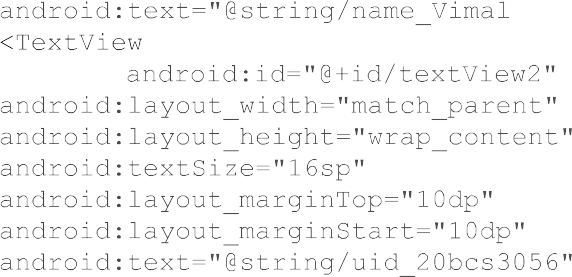 android:text="@string/name_Vimal
<TextView
android:id="@+id/textView2"
android:layout_width="match_parent"
android:layout_height="wrap_content"
android:textSize="16sp"
android:layout_marginTop="10dp"
android:layout_marginStart="10dp"
android:text="@string/uid_20bcs3056"